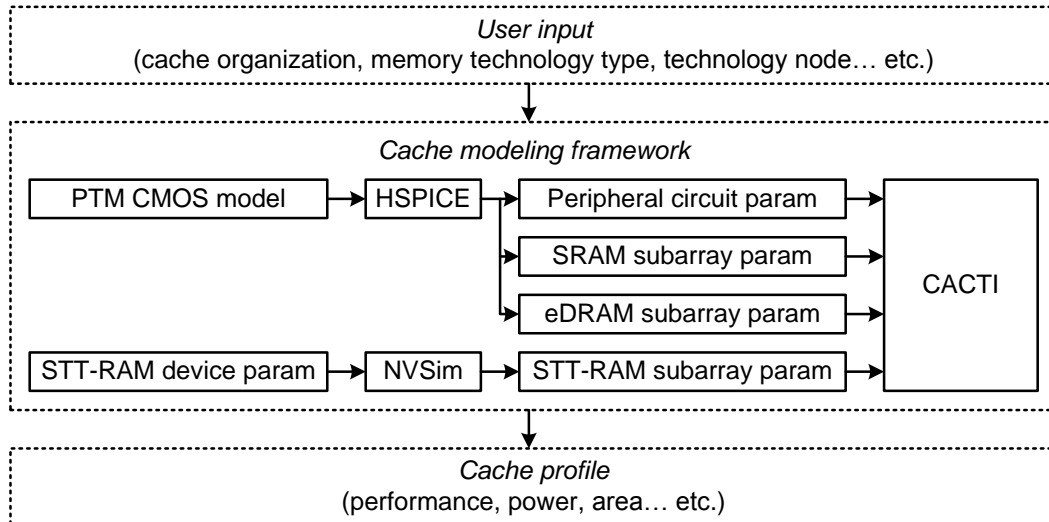 User input
(cache organization, memory technology type, technology node… etc.)
Cache modeling framework
PTM CMOS model
HSPICE
Peripheral circuit param
SRAM subarray param
CACTI
eDRAM subarray param
STT-RAM device param
NVSim
STT-RAM subarray param
Cache profile
(performance, power, area… etc.)